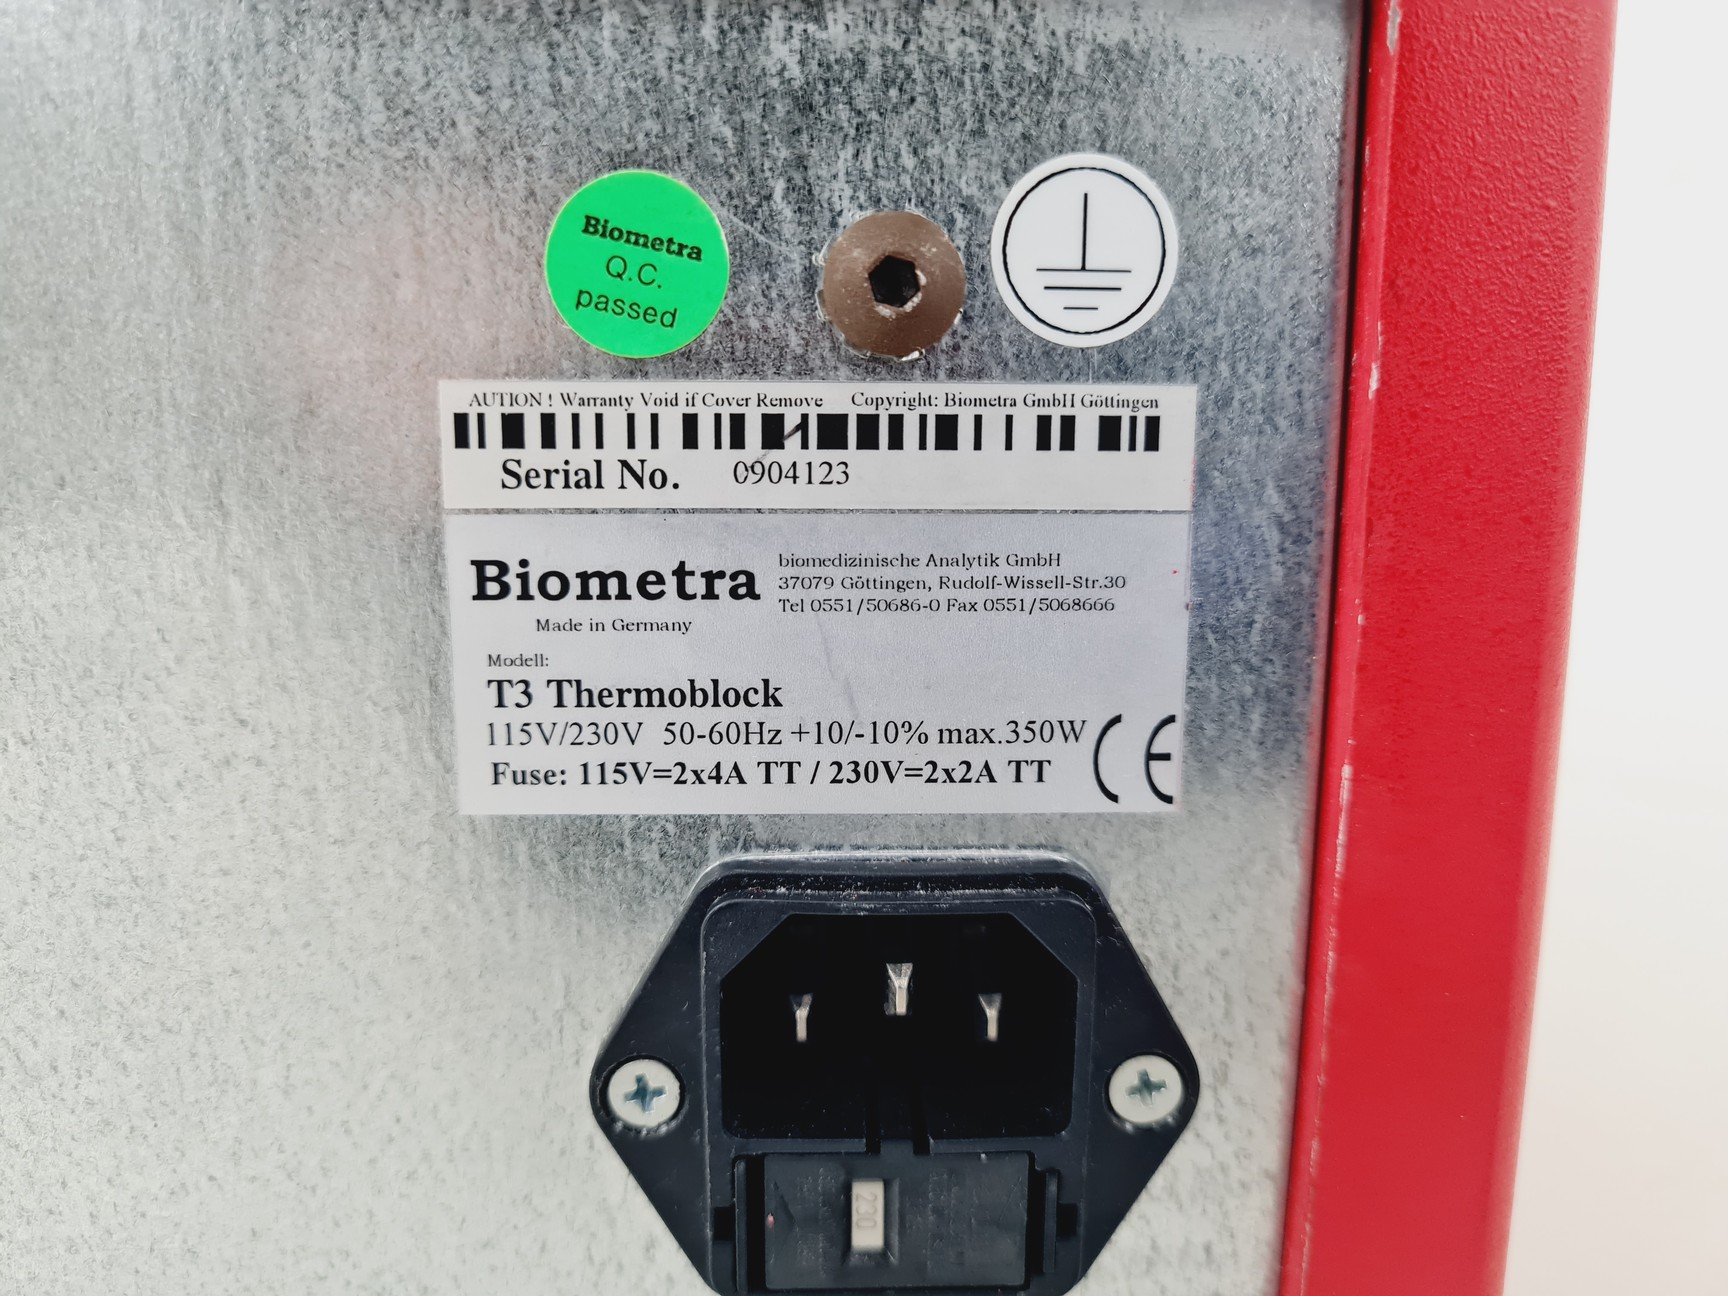 Biometra
Q.C.
passed
AUTION ! Warranty Void if Cover Remove Copyright: Biometra GmbH Göttingen
Serial No. 0904123
Biometra
Made in Germany
biomedizinische Analytik GmbH
37079 Göttingen, Rudolf-Wissell-Str.30
Tel 0551/50686-0 Fax 0551/5068666
Modell:
T3 Thermoblock
115V/230V 50-60Hz +10/-10% max.350W
CE
Fuse: 115V=2x4A TT / 230V=2x2A TT
230